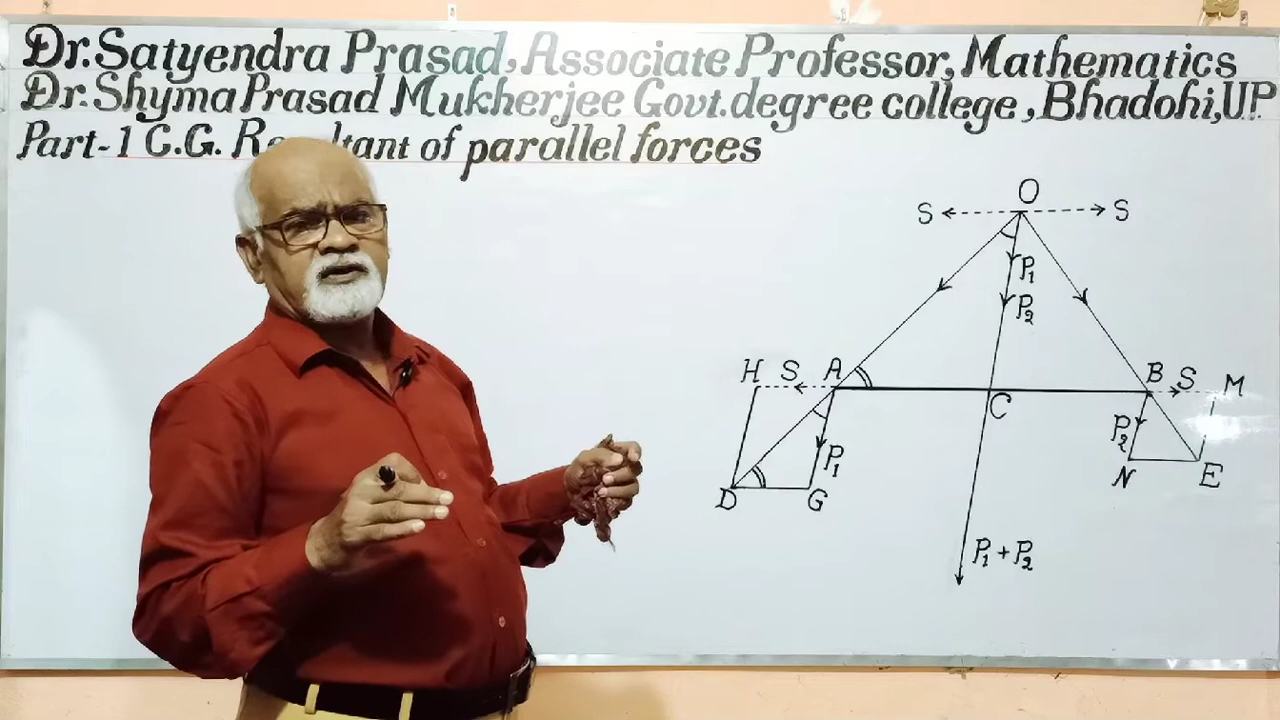 Dr. Satyendra Prasad, Associate Professor, Mathematics
Dr. Shyma Prasad Mukherjee Govt. degree college, Bhadohi, U.P.
Part-1 C.G. of parallel forces
O
S S
P₁
P₂
H S A B S M
C
P₂
P₁
D G N E
P₁ + P₂